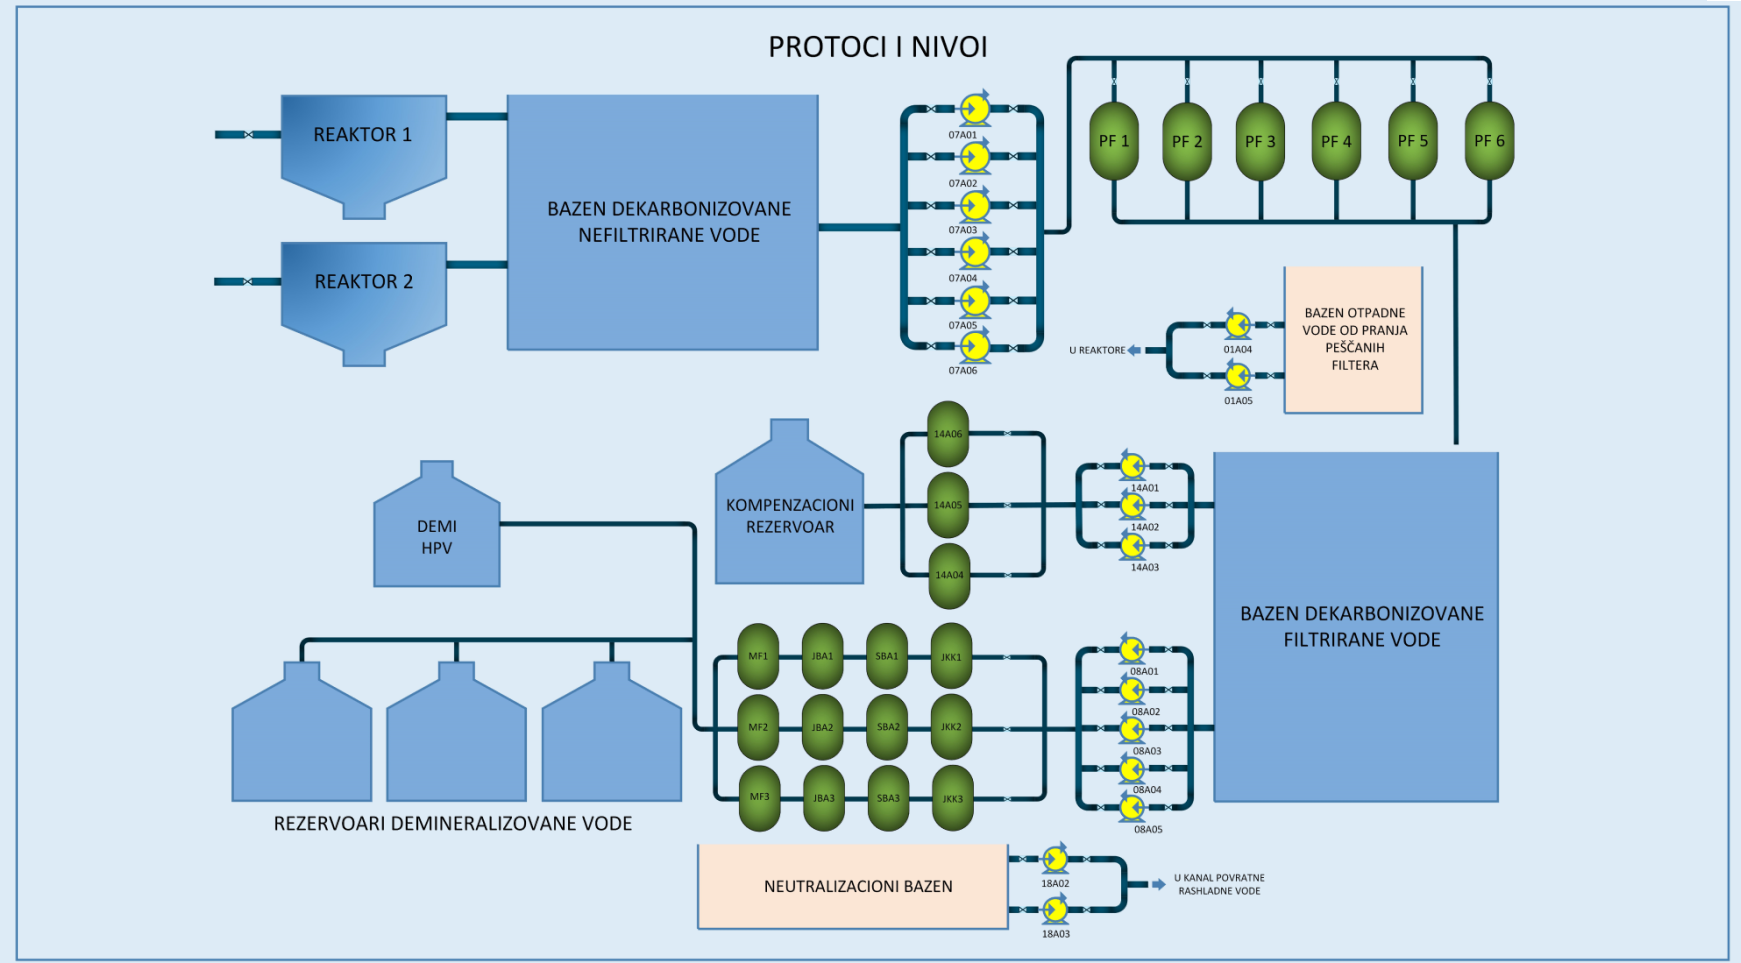 PROTOCI I NIVOI
REAKTOR 1
REAKTOR 2
BAZEN DEKARBONIZOVANE
NEFILTRIRANE VODE
07A01
07A02
07A03
07A04
07A05
07A06
PF 1
PF 2
PF 3
PF 4
PF 5
PF 6
BAZEN OTPADNE
VODE OD PRANJA
PEŠČANIH
FILTERA
01A04
01A05
U REAKTORE
DEMI
HPV
KOMPENZACIONI
REZERVOAR
14A06
14A05
14A04
14A01
14A02
14A03
BAZEN DEKARBONIZOVANE
FILTRIRANE VODE
MF1
JBA1
SBA1
JKK1
MF2
JBA2
SBA2
JKK2
MF3
JBA3
SBA3
JKK3
08A01
08A02
08A03
08A04
08A05
REZERVOARI DEMINERALIZOVANE VODE
NEUTRALIZACIONI BAZEN
18A02
18A03
U KANAL POVRATNE
RASHLADNE VODE